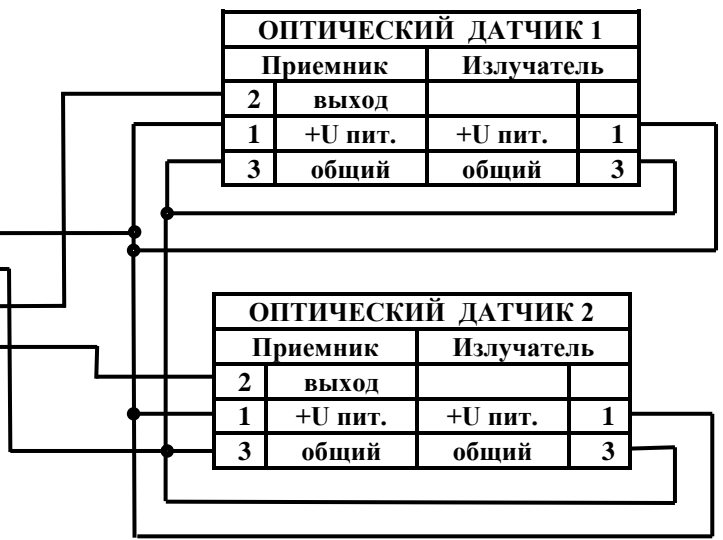 ОПТИЧЕСКИЙ ДАТЧИК 1
Приемник Излучатель
2 выход
1 +U пит. +U пит. 1
3 общий общий 3
ОПТИЧЕСКИЙ ДАТЧИК 2
Приемник Излучатель
2 выход
1 +U пит. +U пит. 1
3 общий общий 3